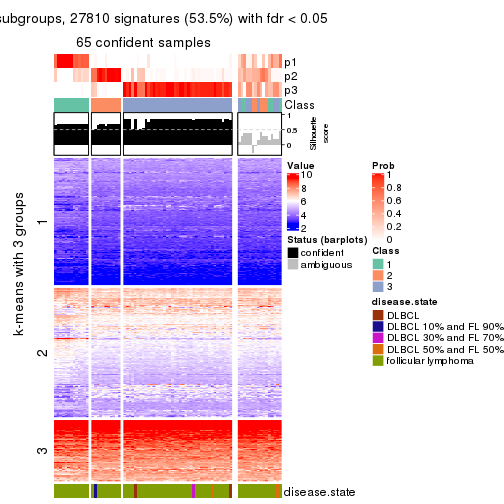 subgroups, 27810 signatures (53.5%) with fdr < 0.05
65 confident samples
p1
p2
p3
Class
1
0.5
0
Silhouette
score
k-means with 3 groups
1
2
3
Value
10
8
6
4
2
Status (barplots)
confident
ambiguous
Prob
1
0.8
0.6
0.4
0.2
0
Class
1
2
3
disease.state
DLBCL
DLBCL 10% and FL 90%
DLBCL 30% and FL 70%
DLBCL 50% and FL 50%
follicular lymphoma
disease.state